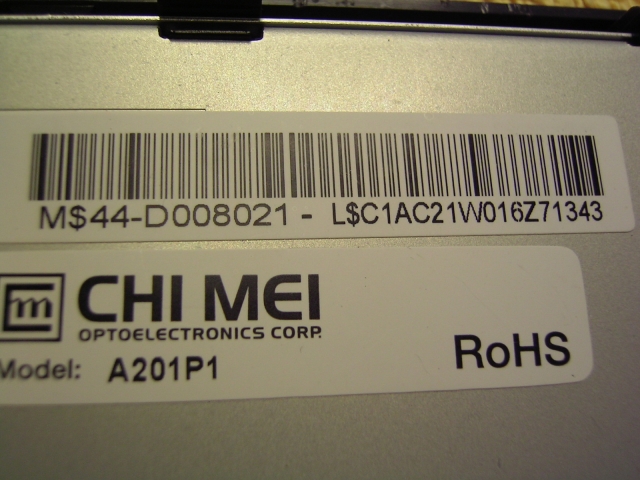 M$44-D008021 - L$C1AC21W016Z71343
CHI MEI
OPTOELECTRONICS CORP.
RoHS
Model: A201P1